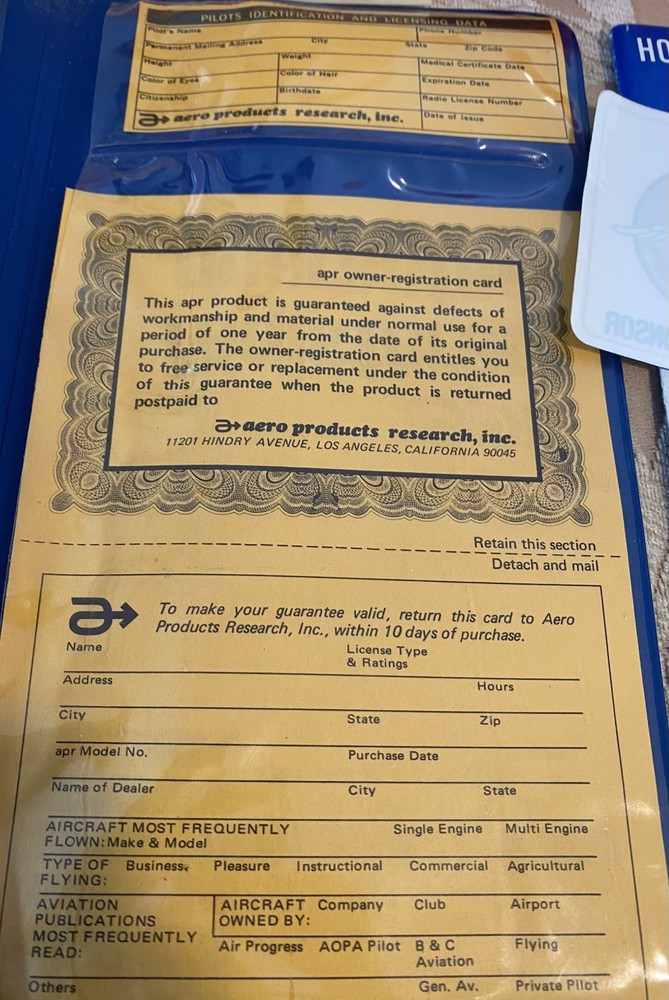 PILOTS IDENTIFICATION AND LICENSING DATA
Pilot's Name Phone Number
Permanent Mailing Address City State Zip Code
Height Weight Medical Certificate Date
Color of Eyes Color of Hair Expiration Date
Citizenship Birthdate Radio License Number
aero products research, inc. Date of Issue
HO
NSOR
apr owner-registration card
This apr product is guaranteed against defects of
workmanship and material under normal use for a
period of one year from the date of its original
purchase. The owner-registration card entitles you
to free service or replacement under the condition
of this guarantee when the product is returned
postpaid to
aero products research, inc.
11201 HINDRY AVENUE, LOS ANGELES, CALIFORNIA 90045
Retain this section
Detach and mail
To make your guarantee valid, return this card to Aero
Products Research, Inc., within 10 days of purchase.
Name License Type
& Ratings
Address Hours
City State Zip
apr Model No. Purchase Date
Name of Dealer City State
AIRCRAFT MOST FREQUENTLY Single Engine Multi Engine
FLOWN: Make & Model
TYPE OF Business Pleasure Instructional Commercial Agricultural
FLYING:
AVIATION AIRCRAFT Company Club Airport
PUBLICATIONS OWNED BY:
MOST FREQUENTLY Air Progress AOPA Pilot B & C Flying
READ: Aviation
Others Gen. Av. Private Pilot